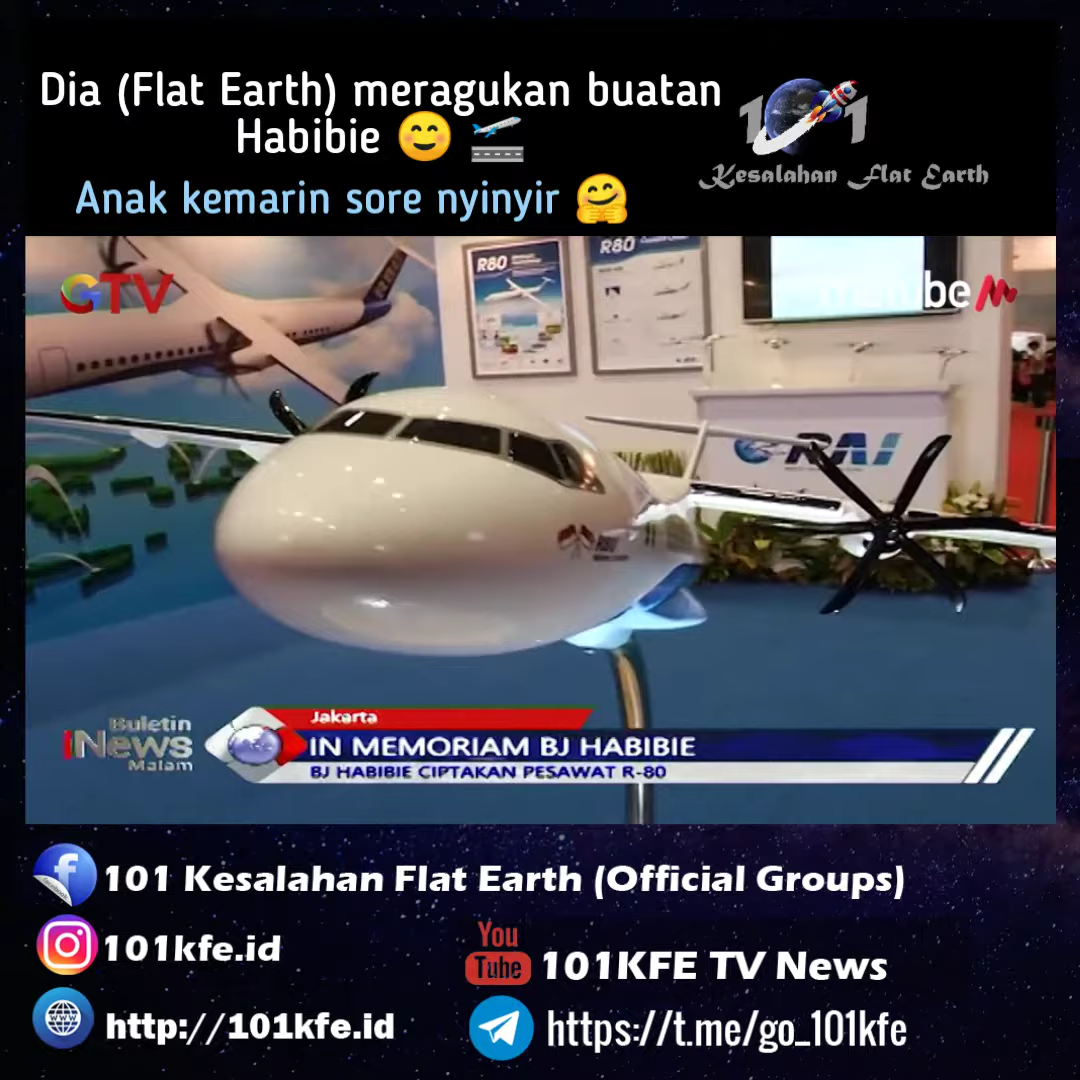 Dia (Flat Earth) meragukan buatan
Habibie 😊 🛫
Anak kemarin sore nyinyir 🤗
101
Kesalahan Flat Earth
GTV
R80
R80
RAI
Buletin
iNews
Malam
Jakarta
IN MEMORIAM BJ HABIBIE
BJ HABIBIE CIPTAKAN PESAWAT R-80
101 Kesalahan Flat Earth (Official Groups)
101kfe.id
You
Tube
101KFE TV News
http://101kfe.id
https://t.me/go_101kfe